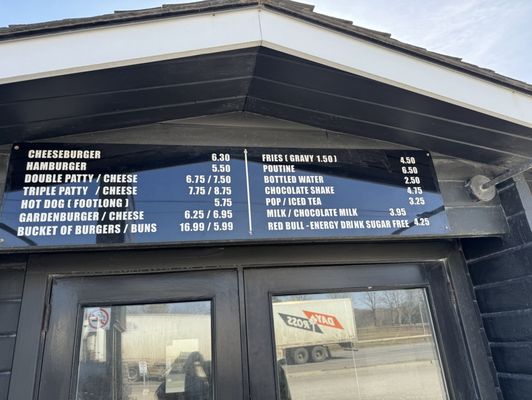 CHEESEBURGER 6.30
HAMBURGER 5.50
DOUBLE PATTY / CHEESE 6.75 / 7.50
TRIPLE PATTY / CHEESE 7.75 / 8.75
HOT DOG ( FOOTLONG ) 5.75
GARDENBURGER / CHEESE 6.25 / 6.95
BUCKET OF BURGERS / BUNS 16.99 / 5.99
FRIES ( GRAVY 1.50 ) 4.50
POUTINE 6.50
BOTTLED WATER 2.50
CHOCOLATE SHAKE 4.75
POP / ICED TEA 3.25
MILK / CHOCOLATE MILK 3.95
RED BULL - ENERGY DRINK SUGAR FREE 4.25
DAY &
ROSS